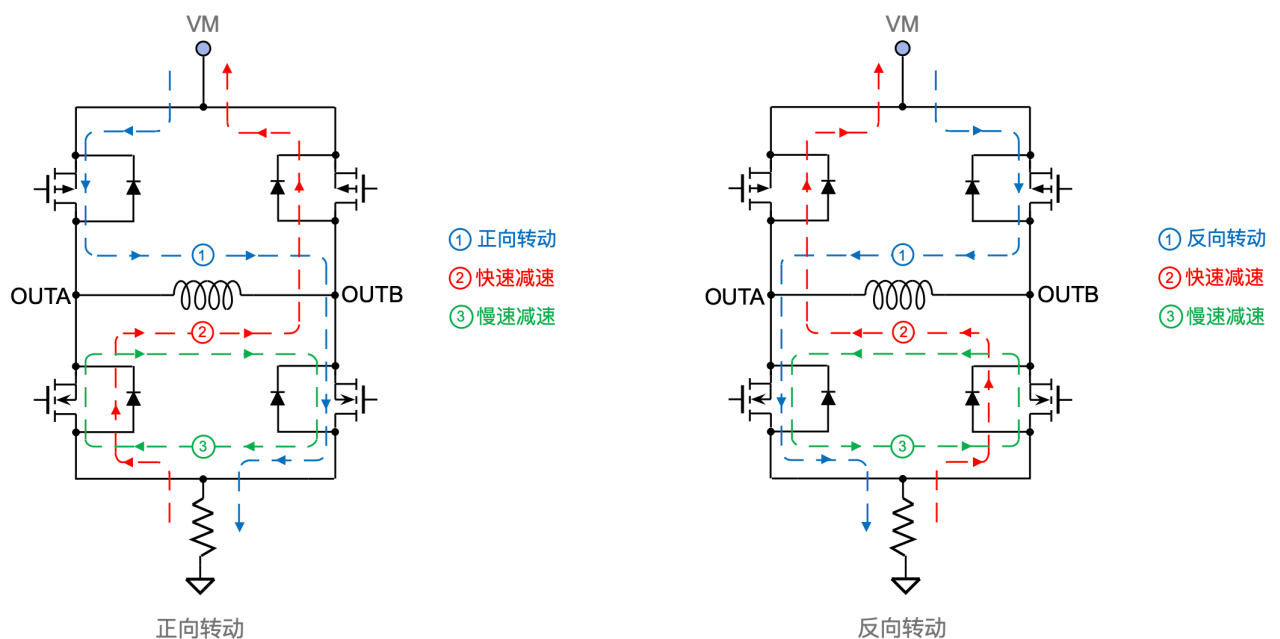 VM
VM
① 正向转动
② 快速减速
③ 慢速减速
① 反向转动
② 快速减速
③ 慢速减速
①
①
OUTA
OUTB
OUTA
OUTB
②
②
③
③
正向转动
反向转动